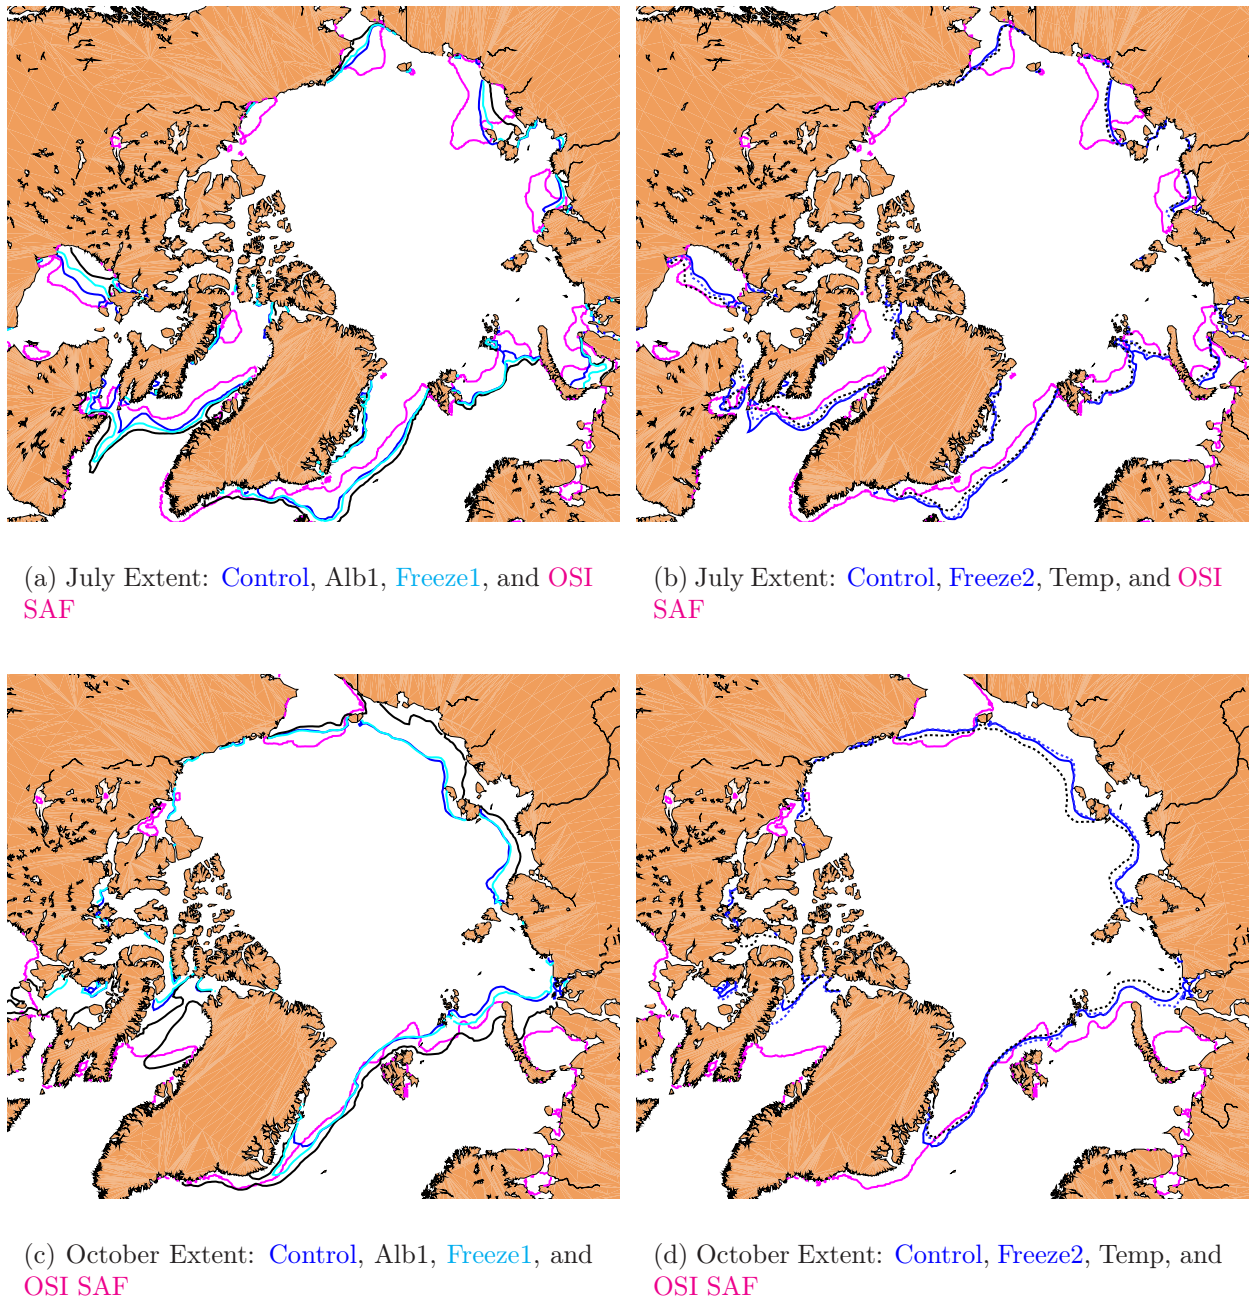 (a) July Extent: Control, Alb1, Freeze1, and OSI
SAF
(b) July Extent: Control, Freeze2, Temp, and OSI
SAF
(c) October Extent: Control, Alb1, Freeze1, and
OSI SAF
(d) October Extent: Control, Freeze2, Temp, and
OSI SAF